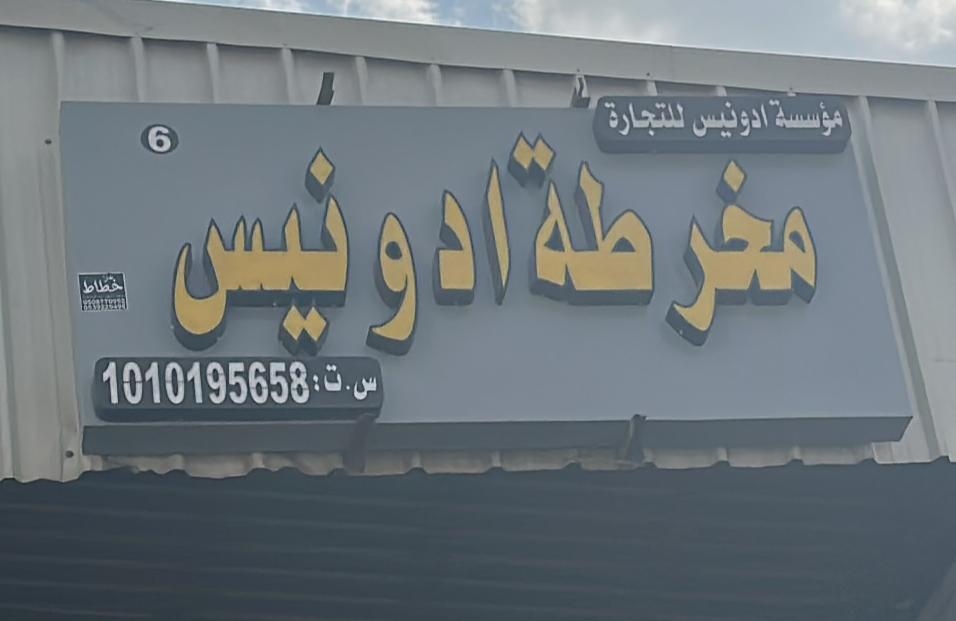 مؤسسة ادونيس للتجارة
6
مخرطة ادونيس
خطاط
س.ت: 1010195658